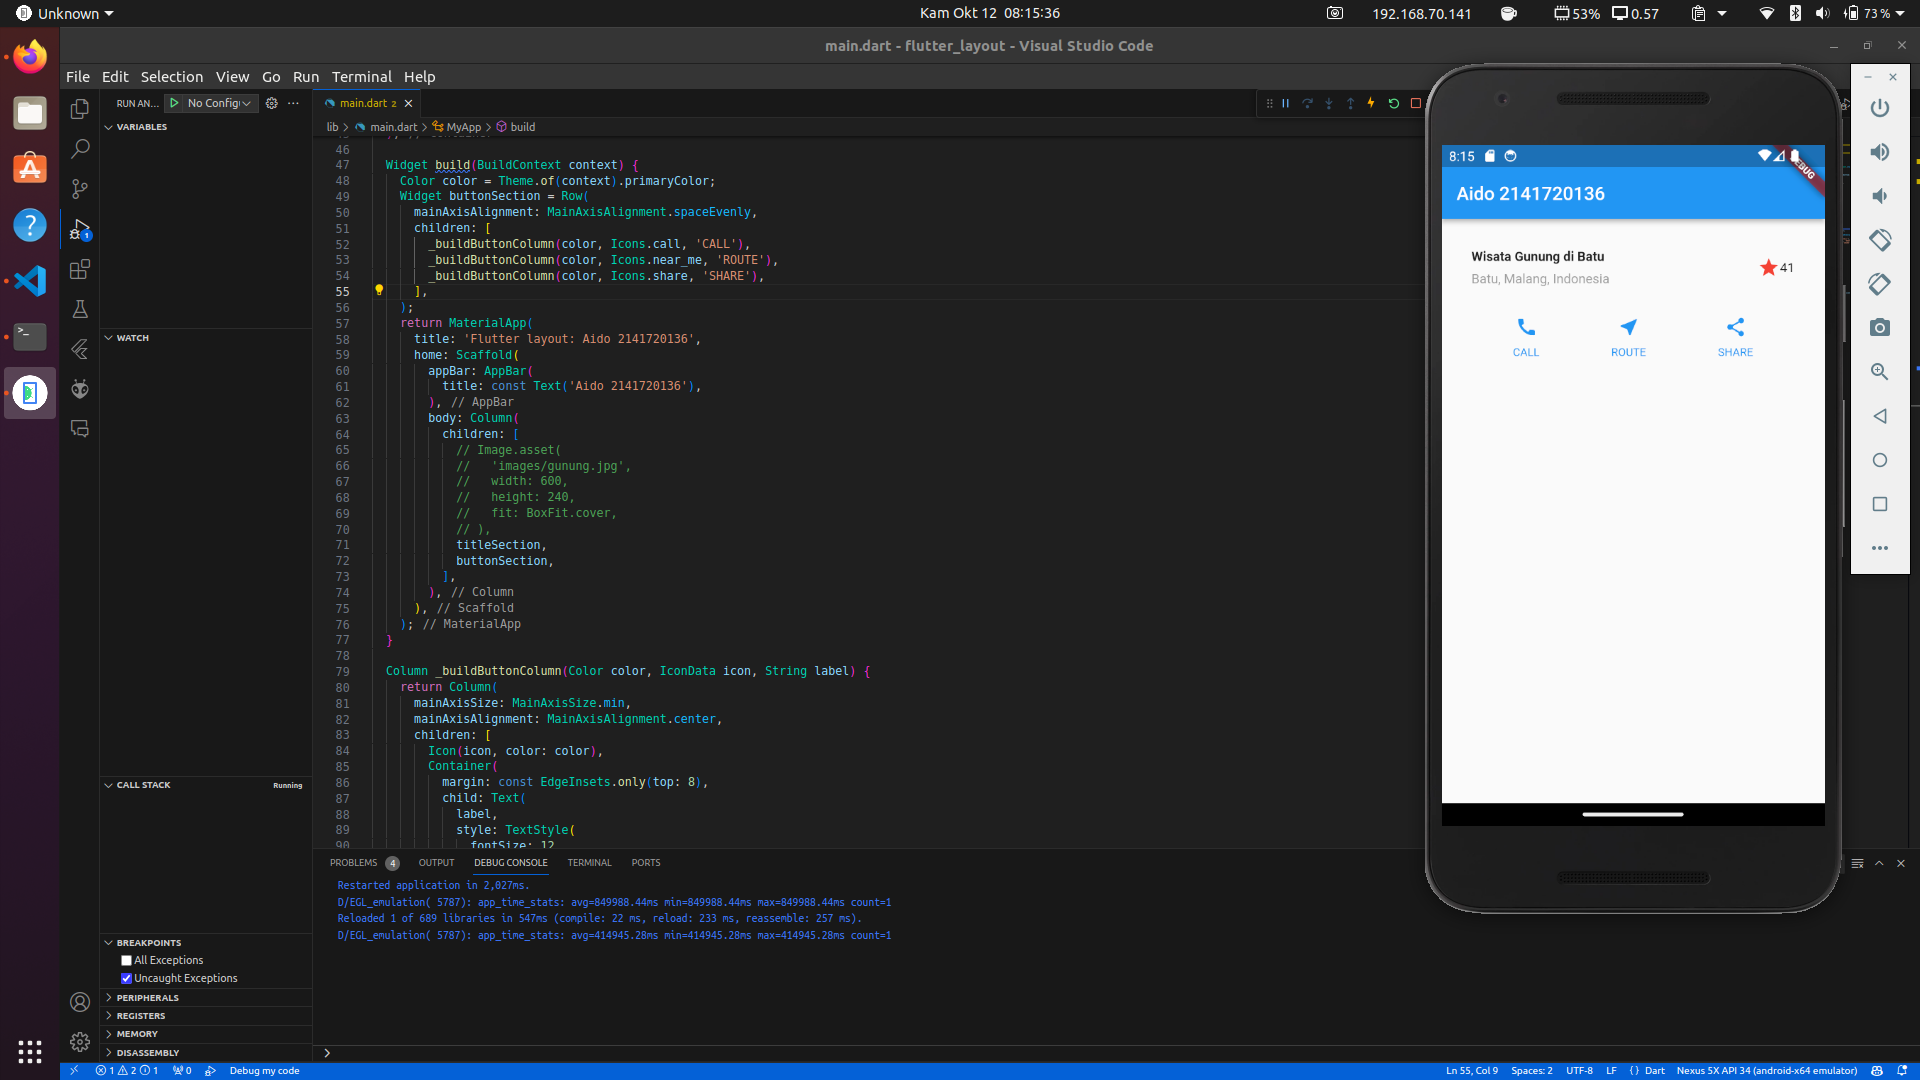 Unknown
Kam Okt 12 08:15:36
192.168.70.141
53%
0.57
73 %
main.dart - flutter_layout - Visual Studio Code
File Edit Selection View Go Run Terminal Help
RUN AN...
No Config
main.dart 2
lib > main.dart > MyApp > build
VARIABLES
46
47 Widget build(BuildContext context) {
48 Color color = Theme.of(context).primaryColor;
49 Widget buttonSection = Row(
50 mainAxisAlignment: MainAxisAlignment.spaceEvenly,
51 children: [
52 _buildButtonColumn(color, Icons.call, 'CALL'),
53 _buildButtonColumn(color, Icons.near_me, 'ROUTE'),
54 _buildButtonColumn(color, Icons.share, 'SHARE'),
55 ],
56 );
57 return MaterialApp(
58 title: 'Flutter layout: Aido 2141720136',
59 home: Scaffold(
60 appBar: AppBar(
61 title: const Text('Aido 2141720136'),
62 ), // AppBar
63 body: Column(
64 children: [
65 // Image.asset(
66 //   'images/gunung.jpg',
67 //   width: 600,
68 //   height: 240,
69 //   fit: BoxFit.cover,
70 // ),
71 titleSection,
72 buttonSection,
73 ],
74 ), // Column
75 ), // Scaffold
76 ); // MaterialApp
77 }
78
79 Column _buildButtonColumn(Color color, IconData icon, String label) {
80 return Column(
81 mainAxisSize: MainAxisSize.min,
82 mainAxisAlignment: MainAxisAlignment.center,
83 children: [
84 Icon(icon, color: color),
85 Container(
86 margin: const EdgeInsets.only(top: 8),
87 child: Text(
88 label,
89 style: TextStyle(
90 fontSize: 12
WATCH
CALL STACK
Running
BREAKPOINTS
All Exceptions
Uncaught Exceptions
PERIPHERALS
REGISTERS
MEMORY
DISASSEMBLY
PROBLEMS 4 OUTPUT DEBUG CONSOLE TERMINAL PORTS
Restarted application in 2,027ms.
D/EGL_emulation( 5787): app_time_stats: avg=849988.44ms min=849988.44ms max=849988.44ms count=1
Reloaded 1 of 689 libraries in 547ms (compile: 22 ms, reload: 233 ms, reassemble: 257 ms).
D/EGL_emulation( 5787): app_time_stats: avg=414945.28ms min=414945.28ms max=414945.28ms count=1
8:15
Aido 2141720136
Wisata Gunung di Batu
Batu, Malang, Indonesia
41
CALL
ROUTE
SHARE
1 2 1
0
Debug my code
Ln 55, Col 9
Spaces: 2
UTF-8
LF
{ } Dart
Nexus 5X API 34 (android-x64 emulator)